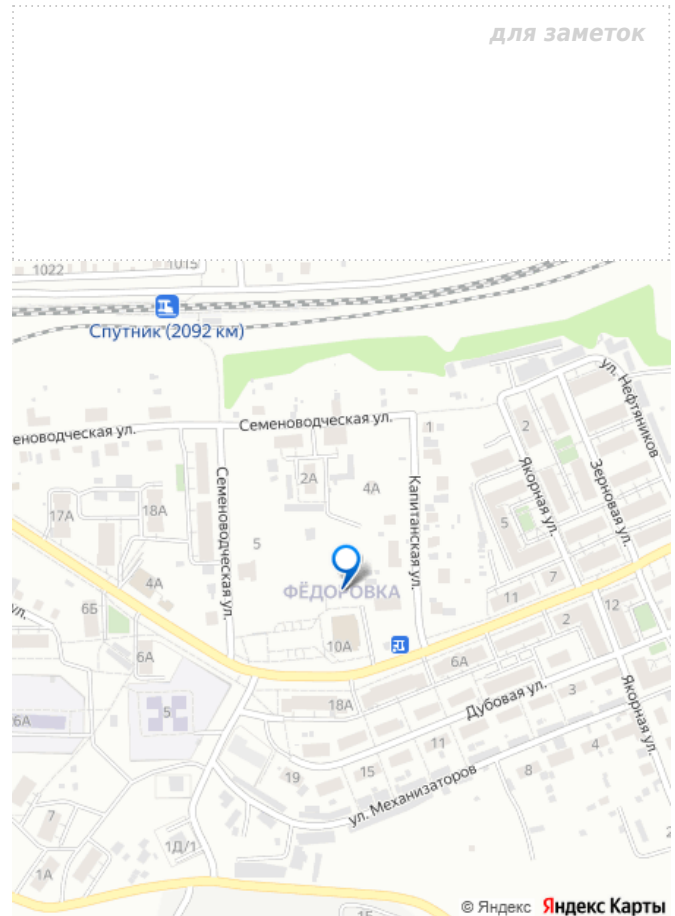 для заметок
1022
1015
Спутник (2092 км)
ул. Нефтяников
Семеноводческая ул.
1
2
еноводческая ул.
Якорная ул.
Зерновая ул.
2А
4А
Капитанская ул.
Семеноводческая ул.
17А
18А
5
5
7
4А
ФЁДОРОВКА
11
6Б
ул.
12
2
10А
6А
6А
5
18А
6А
Дубовая ул.
3
Якорная ул.
11
4
19
15
8
ул. Механизаторов
7
1Д/1
1А
2
1Б
© Яндекс Яндекс Карты